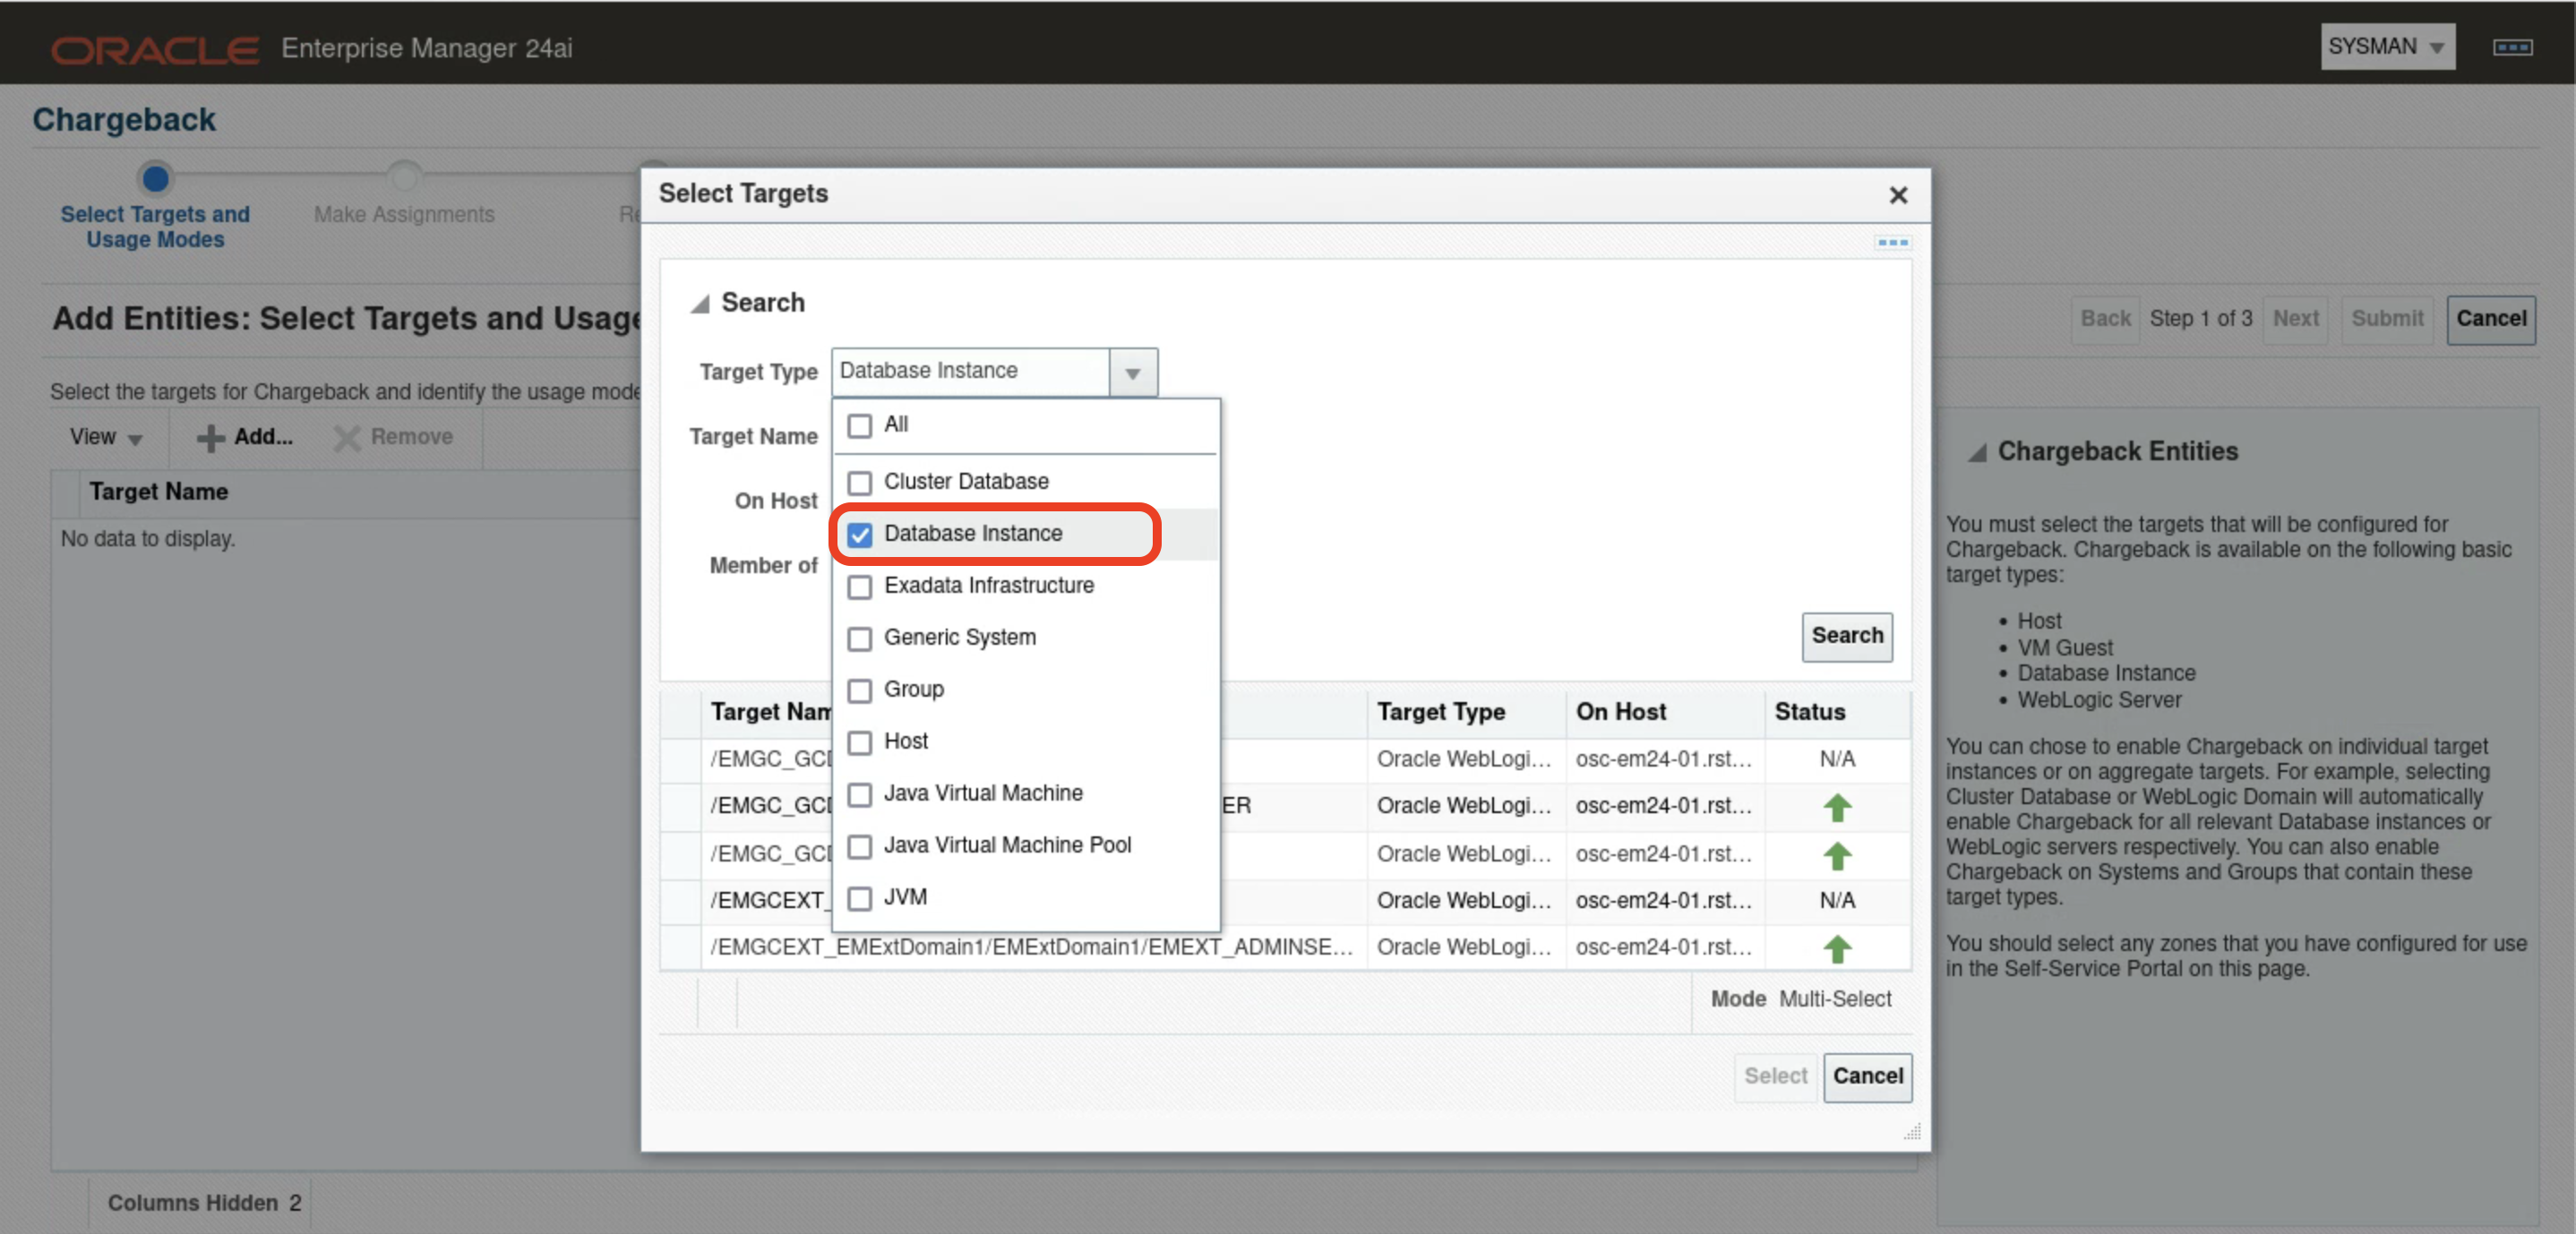 ORACLE Enterprise Manager 24ai
SYSMAN
Chargeback
Select Targets and
Usage Modes
Make Assignments
Add Entities: Select Targets and Usage
Back Step 1 of 3 Next Submit Cancel
Select the targets for Chargeback and identify the usage mode
View Add... Remove
Target Name
No data to display.
Columns Hidden 2
Select Targets
Search
Target Type Database Instance
Target Name
On Host
Member of
All
Cluster Database
Database Instance
Exadata Infrastructure
Generic System
Group
Host
Java Virtual Machine
Java Virtual Machine Pool
JVM
Search
Target Nam Target Type On Host Status
/EMGC_GCD Oracle WebLogi... osc-em24-01.rst... N/A
/EMGC_GCD ER Oracle WebLogi... osc-em24-01.rst...
/EMGC_GCD Oracle WebLogi... osc-em24-01.rst...
/EMGCEXT_ Oracle WebLogi... osc-em24-01.rst... N/A
/EMGCEXT_EMExtDomain1/EMExtDomain1/EMEXT_ADMINSE... Oracle WebLogi... osc-em24-01.rst...
Mode Multi-Select
Select Cancel
Chargeback Entities
You must select the targets that will be configured for
Chargeback. Chargeback is available on the following basic
target types:
• Host
• VM Guest
• Database Instance
• WebLogic Server
You can chose to enable Chargeback on individual target
instances or on aggregate targets. For example, selecting
Cluster Database or WebLogic Domain will automatically
enable Chargeback for all relevant Database instances or
WebLogic servers respectively. You can also enable
Chargeback on Systems and Groups that contain these
target types.
You should select any zones that you have configured for use
in the Self-Service Portal on this page.